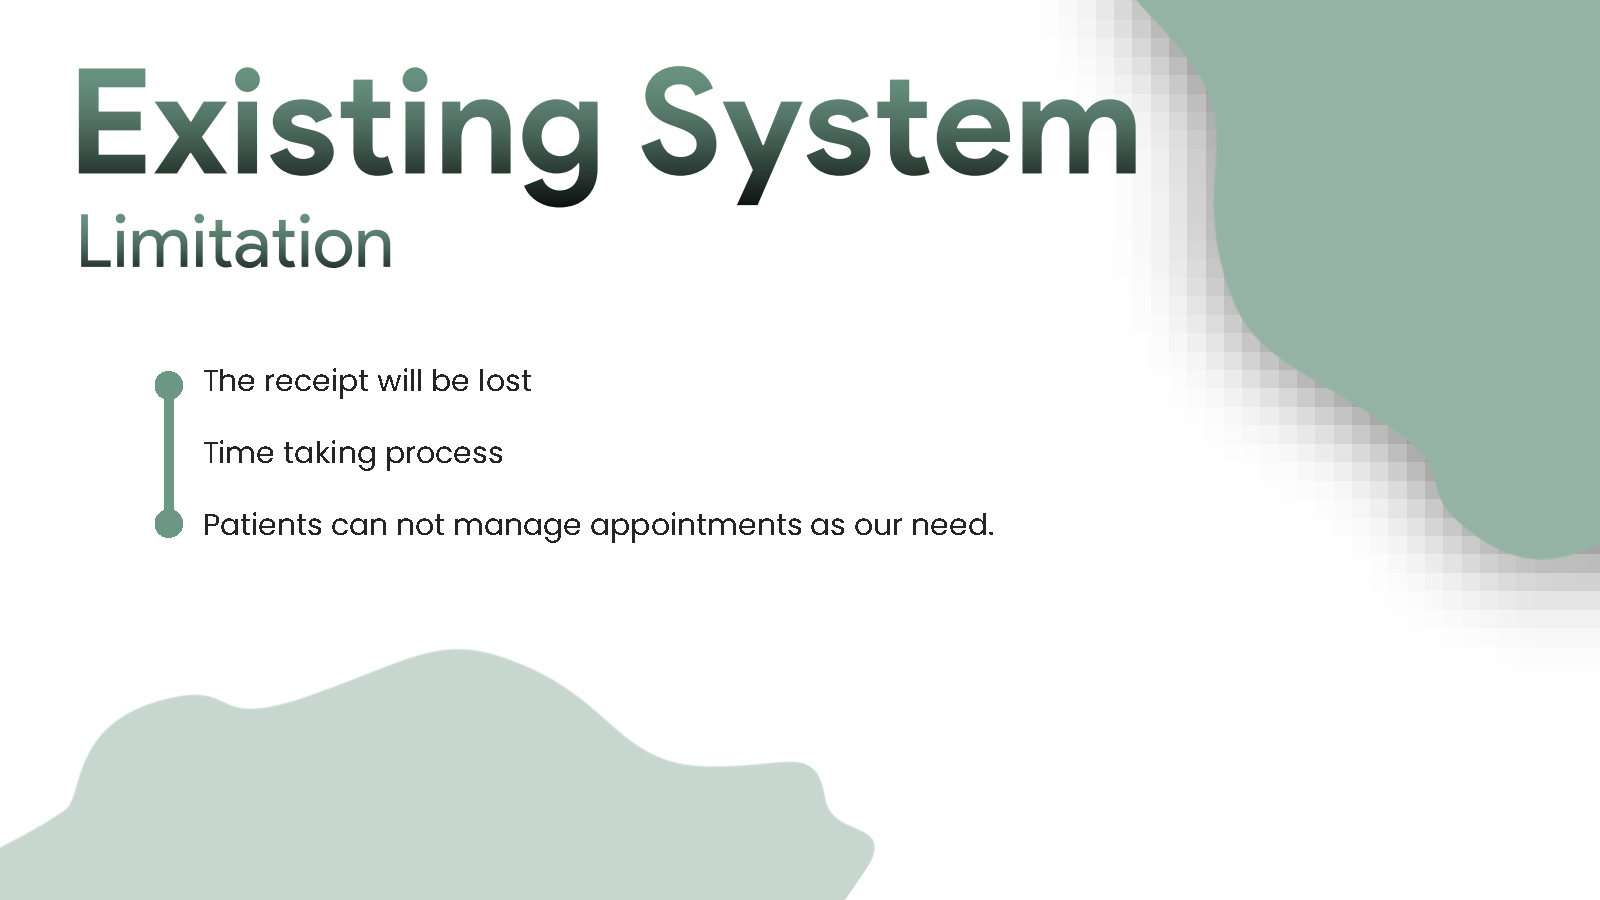 Existing System
Limitation
The receipt will be lost
Time taking process
Patients can not manage appointments as our need.